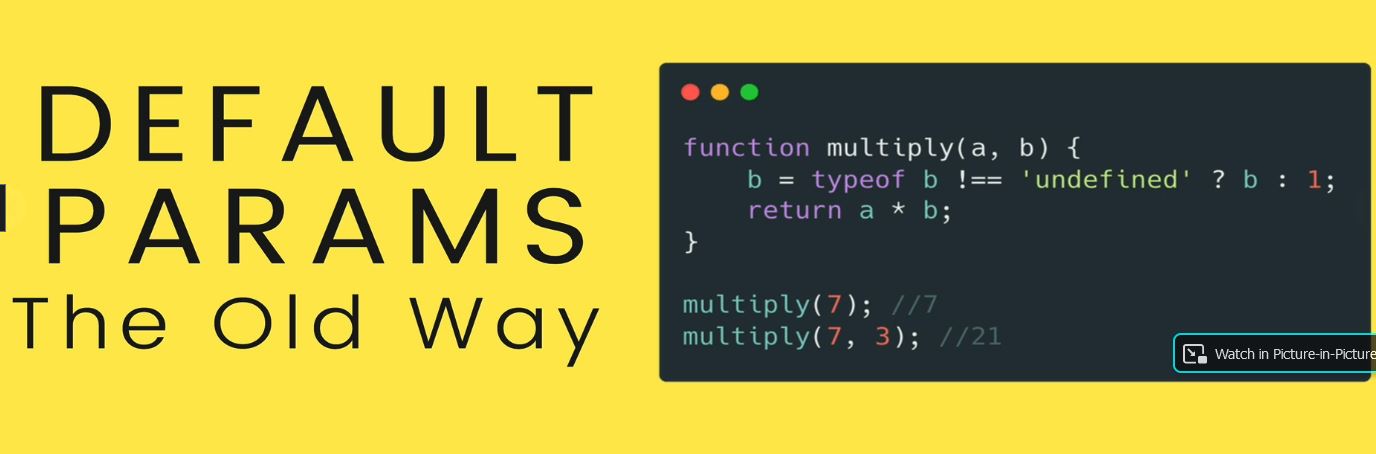 DEFAULT
PARAMS
The Old Way
function multiply(a, b) {
    b = typeof b !== 'undefined' ? b : 1;
    return a * b;
}
multiply(7); //7
multiply(7, 3); //21
Watch in Picture-in-Picture